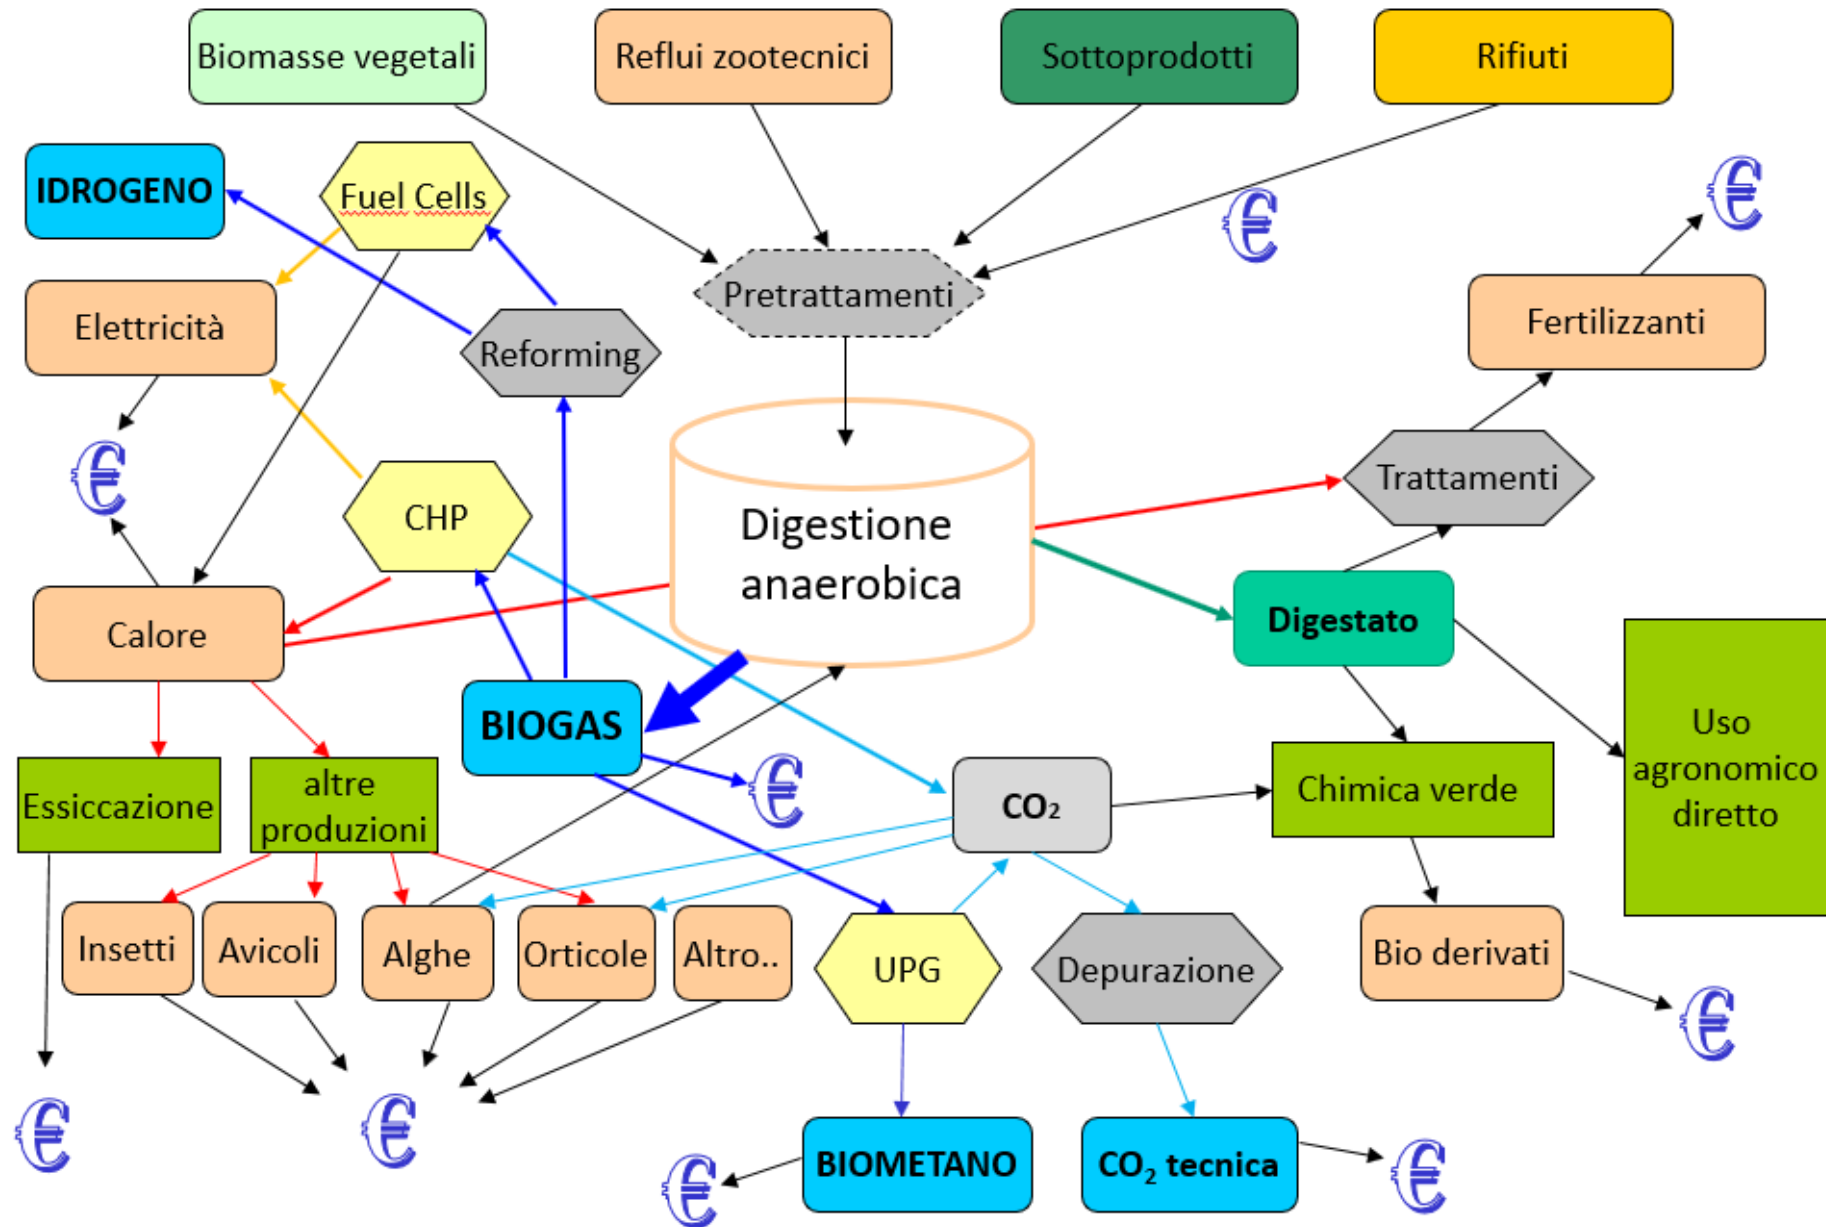 Biomasse vegetali
Reflui zootecnici
Sottoprodotti
Rifiuti
IDROGENO
Fuel Cells
€
€
Pretrattamenti
Elettricità
Reforming
Fertilizzanti
€
CHP
Digestione
anaerobica
Trattamenti
Calore
Digestato
BIOGAS
Uso
agronomico
diretto
Essiccazione
altre
produzioni
€
CO₂
Chimica verde
Insetti
Avicoli
Alghe
Orticole
Altro..
UPG
Depurazione
Bio derivati
€
€
€
€
BIOMETANO
CO₂ tecnica
€